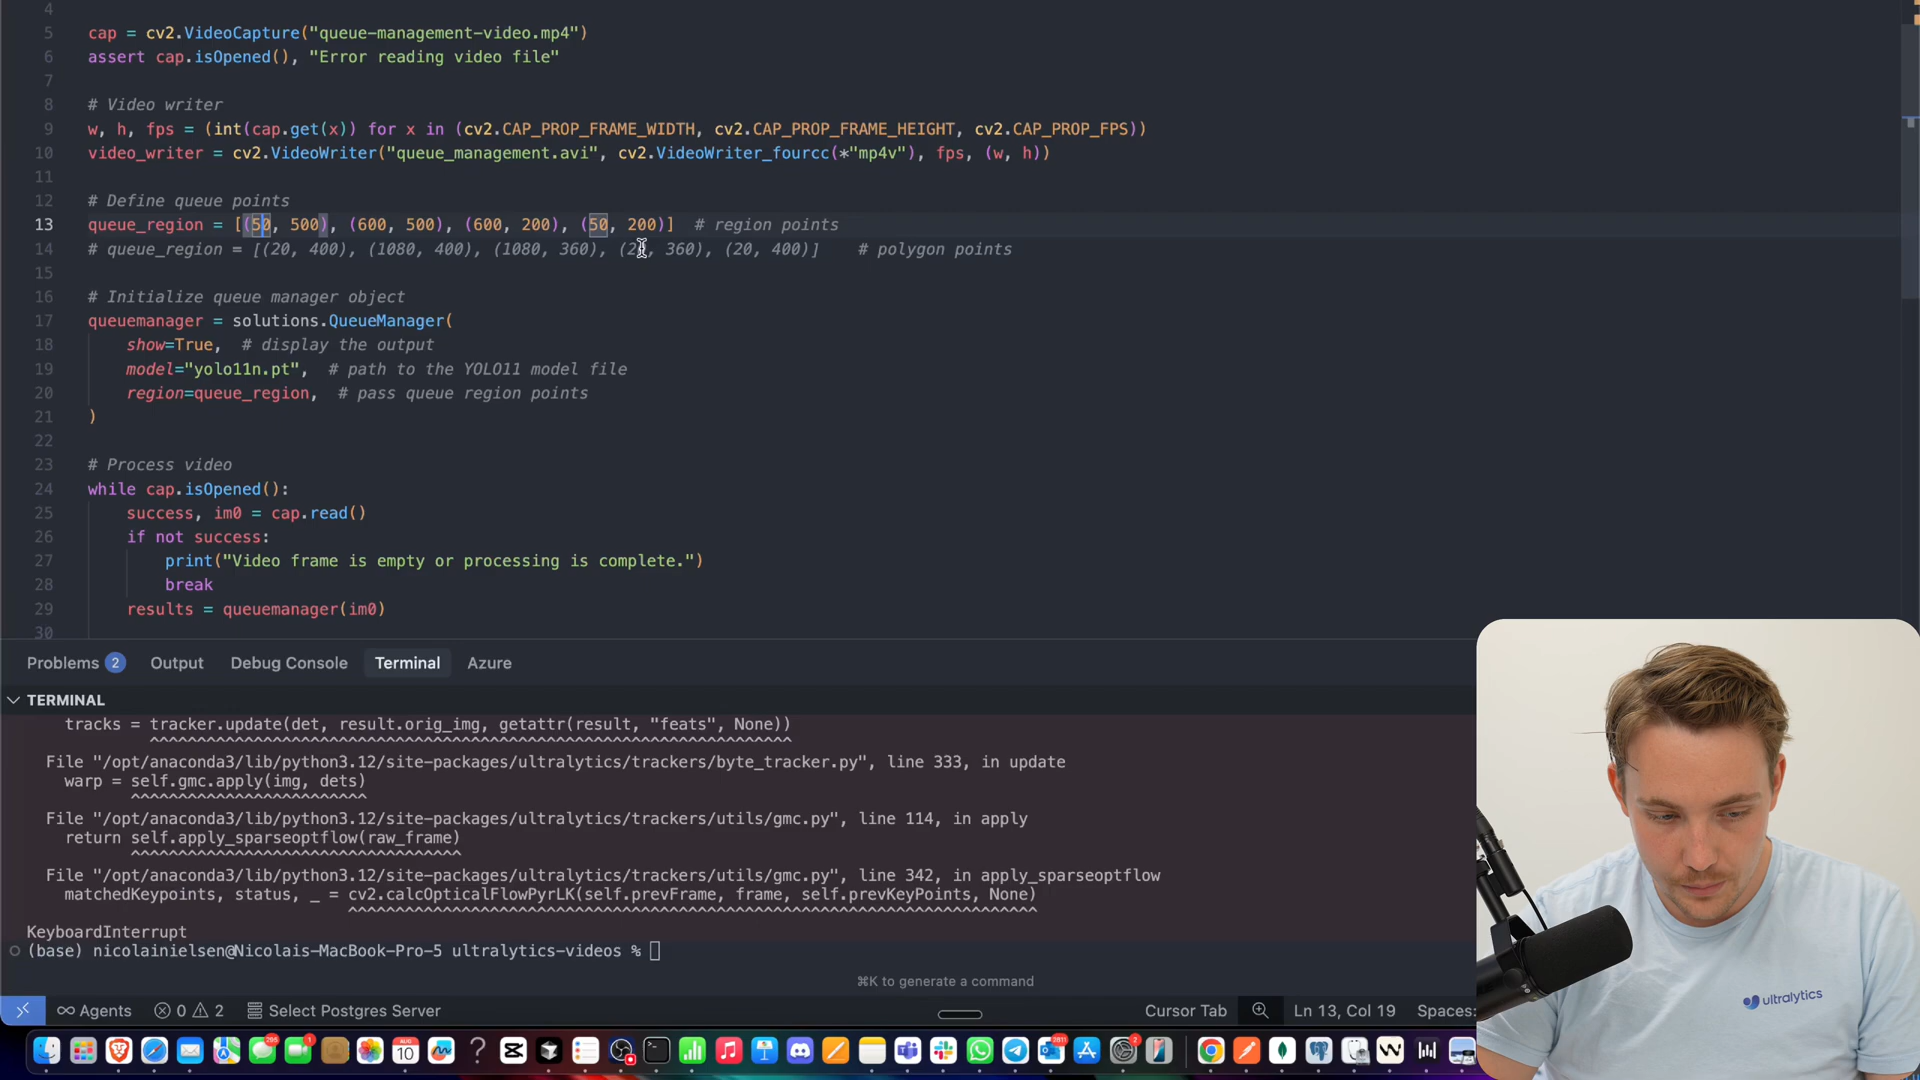 4
5 cap = cv2.VideoCapture("queue-management-video.mp4")
6 assert cap.isOpened(), "Error reading video file"
7
8 # Video writer
9 w, h, fps = (int(cap.get(x)) for x in (cv2.CAP_PROP_FRAME_WIDTH, cv2.CAP_PROP_FRAME_HEIGHT, cv2.CAP_PROP_FPS))
10 video_writer = cv2.VideoWriter("queue_management.avi", cv2.VideoWriter_fourcc(*"mp4v"), fps, (w, h))
11
12 # Define queue points
13 queue_region = [(50, 500), (600, 500), (600, 200), (50, 200)]  # region points
14 # queue_region = [(20, 400), (1080, 400), (1080, 360), (20, 360), (20, 400)]    # polygon points
15
16 # Initialize queue manager object
17 queuemanager = solutions.QueueManager(
18     show=True,  # display the output
19     model="yolo11n.pt",  # path to the YOLO11 model file
20     region=queue_region,  # pass queue region points
21 )
22
23 # Process video
24 while cap.isOpened():
25     success, im0 = cap.read()
26     if not success:
27         print("Video frame is empty or processing is complete.")
28         break
29     results = queuemanager(im0)
30
Problems 2 Output Debug Console Terminal Azure
TERMINAL
tracks = tracker.update(det, result.orig_img, getattr(result, "feats", None))
^^^^^^^^^^^^^^^^^^^^^^^^^^^^^^^^^^^^^^^^^^^^^^^^^^^^^^^^^^^^^^^^^^^^
File "/opt/anaconda3/lib/python3.12/site-packages/ultralytics/trackers/byte_tracker.py", line 333, in update
warp = self.gmc.apply(img, dets)
^^^^^^^^^^^^^^^^^^^^^^^^^
File "/opt/anaconda3/lib/python3.12/site-packages/ultralytics/trackers/utils/gmc.py", line 114, in apply
return self.apply_sparseoptflow(raw_frame)
^^^^^^^^^^^^^^^^^^^^^^^^^^^^^^^^^^^
File "/opt/anaconda3/lib/python3.12/site-packages/ultralytics/trackers/utils/gmc.py", line 342, in apply_sparseoptflow
matchedKeypoints, status, _ = cv2.calcOpticalFlowPyrLK(self.prevFrame, frame, self.prevKeyPoints, None)
^^^^^^^^^^^^^^^^^^^^^^^^^^^^^^^^^^^^^^^^^^^^^^^^^^^^^^^^^^^^^^^^^^^^^^^^
KeyboardInterrupt
(base) nicolainielsen@Nicolais-MacBook-Pro-5 ultralytics-videos %
⌘K to generate a command
Agents 0 2 Select Postgres Server Cursor Tab Ln 13, Col 19 Spaces:
ultralytics
AUG
10